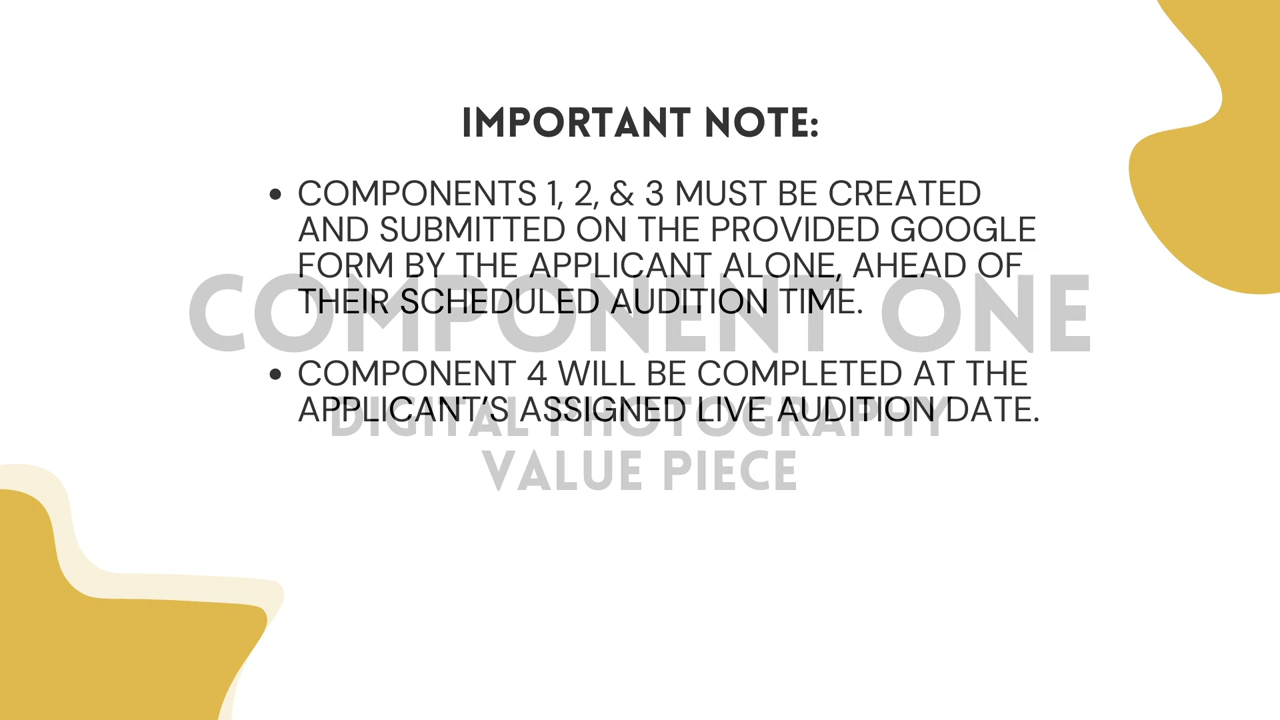 IMPORTANT NOTE:
• COMPONENTS 1, 2, & 3 MUST BE CREATED
AND SUBMITTED ON THE PROVIDED GOOGLE
FORM BY THE APPLICANT ALONE, AHEAD OF
THEIR SCHEDULED AUDITION TIME.
COMPONENT ONE
• COMPONENT 4 WILL BE COMPLETED AT THE
APPLICANT’S ASSIGNED LIVE AUDITION DATE.
DIGITAL PHOTOGRAPHY
VALUE PIECE